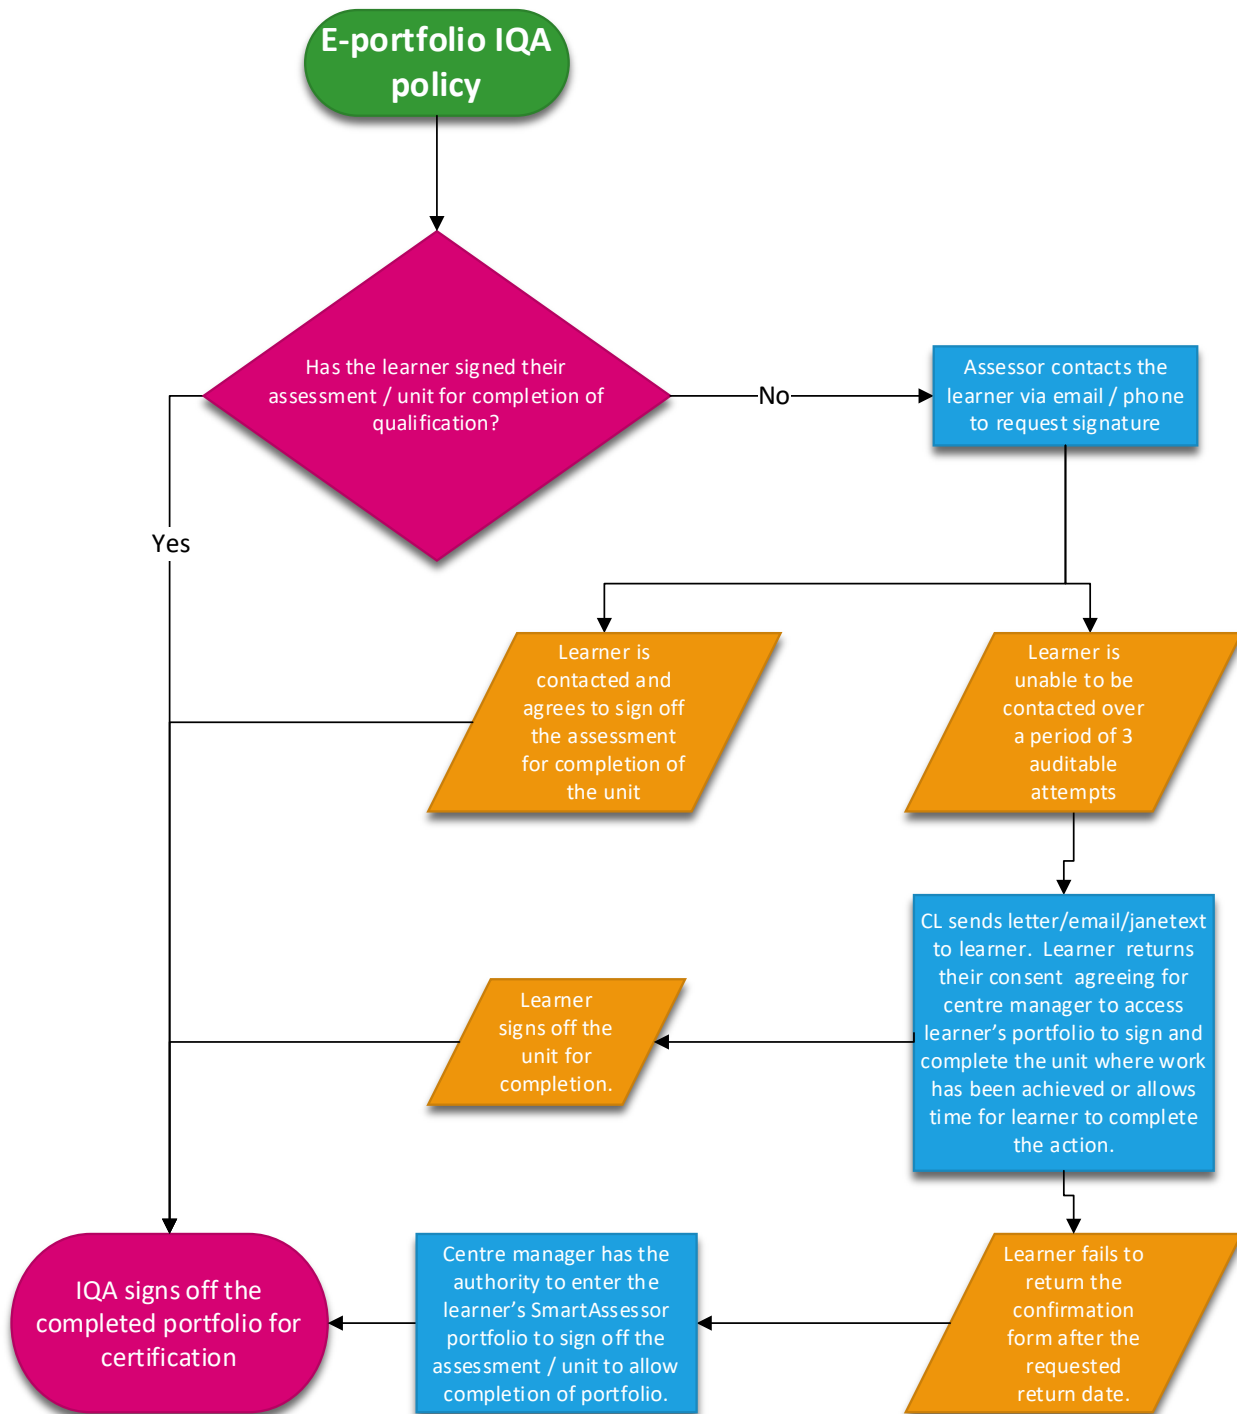 E-portfolio IQA
policy
Has the learner signed their
assessment / unit for completion of
qualification?
No
Assessor contacts the
learner via email / phone
to request signature
Yes
Learner is
contacted and
agrees to sign off
the assessment
for completion of
the unit
Learner is
unable to be
contacted over
a period of 3
auditable
attempts
CL sends letter/email/janetext
to learner.  Learner  returns
their consent  agreeing for
centre manager to access
learner’s portfolio to sign and
complete the unit where work
has been achieved or allows
time for learner to complete
the action.
Learner
signs off the
unit for
completion.
IQA signs off the
completed portfolio for
certification
Centre manager has the
authority to enter the
learner’s SmartAssessor
portfolio to sign off the
assessment / unit to allow
completion of portfolio.
Learner fails to
return the
confirmation
form after the
requested
return date.